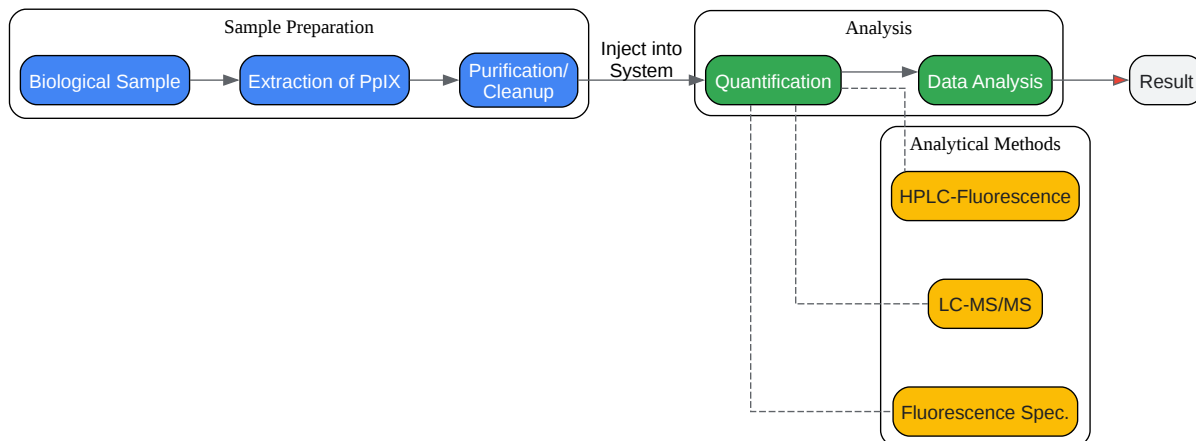 Sample Preparation
Biological Sample
Extraction of PpIX
Purification/
Cleanup
Inject into
System
Analysis
Quantification
Data Analysis
Result
Analytical Methods
HPLC-Fluorescence
LC-MS/MS
Fluorescence Spec.